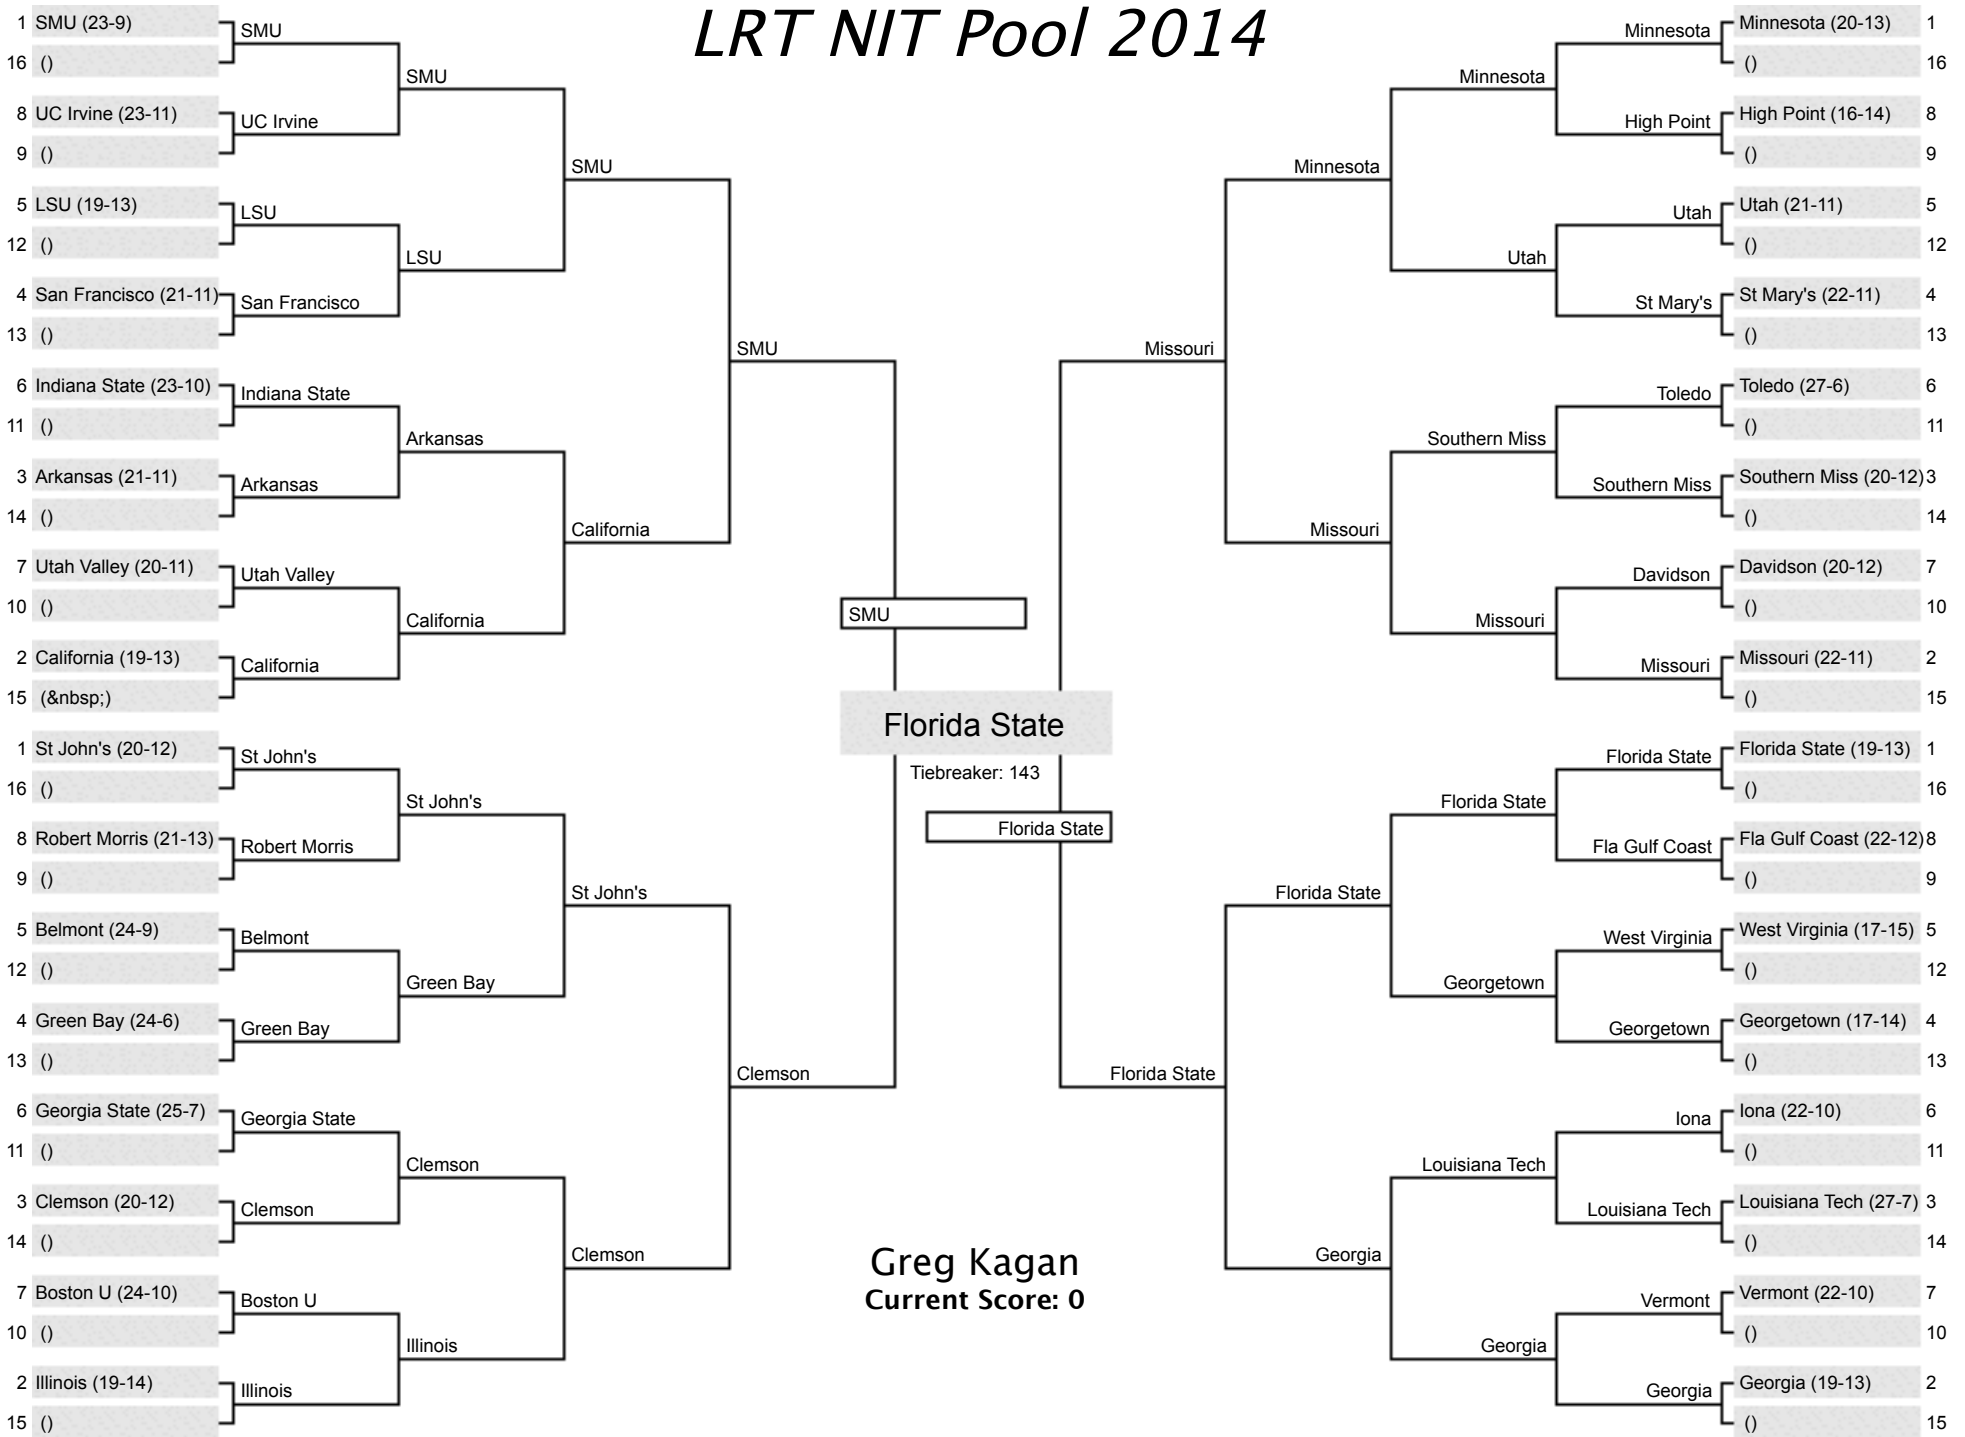 LRT NIT Pool 2014
1 SMU (23-9)
16 ()
8 UC Irvine (23-11)
9 ()
5 LSU (19-13)
12 ()
4 San Francisco (21-11)
13 ()
6 Indiana State (23-10)
11 ()
3 Arkansas (21-11)
14 ()
7 Utah Valley (20-11)
10 ()
2 California (19-13)
15 (&nbsp;)
1 St John's (20-12)
16 ()
8 Robert Morris (21-13)
9 ()
5 Belmont (24-9)
12 ()
4 Green Bay (24-6)
13 ()
6 Georgia State (25-7)
11 ()
3 Clemson (20-12)
14 ()
7 Boston U (24-10)
10 ()
2 Illinois (19-14)
15 ()
SMU
UC Irvine
LSU
San Francisco
Indiana State
Arkansas
Utah Valley
California
St John's
Robert Morris
Belmont
Green Bay
Georgia State
Clemson
Boston U
Illinois
SMU
LSU
Arkansas
California
St John's
Green Bay
Clemson
Illinois
SMU
California
St John's
Clemson
SMU
Clemson
SMU
Florida State
Tiebreaker: 143
Florida State
Greg Kagan
Current Score: 0
Missouri
Florida State
Minnesota
Missouri
Florida State
Georgia
Minnesota
Utah
Southern Miss
Missouri
Florida State
Georgetown
Louisiana Tech
Georgia
Minnesota
High Point
Utah
St Mary's
Toledo
Southern Miss
Davidson
Missouri
Florida State
Fla Gulf Coast
West Virginia
Georgetown
Iona
Louisiana Tech
Vermont
Georgia
Minnesota (20-13) 1
() 16
High Point (16-14) 8
() 9
Utah (21-11) 5
() 12
St Mary's (22-11) 4
() 13
Toledo (27-6) 6
() 11
Southern Miss (20-12) 3
() 14
Davidson (20-12) 7
() 10
Missouri (22-11) 2
() 15
Florida State (19-13) 1
() 16
Fla Gulf Coast (22-12) 8
() 9
West Virginia (17-15) 5
() 12
Georgetown (17-14) 4
() 13
Iona (22-10) 6
() 11
Louisiana Tech (27-7) 3
() 14
Vermont (22-10) 7
() 10
Georgia (19-13) 2
() 15